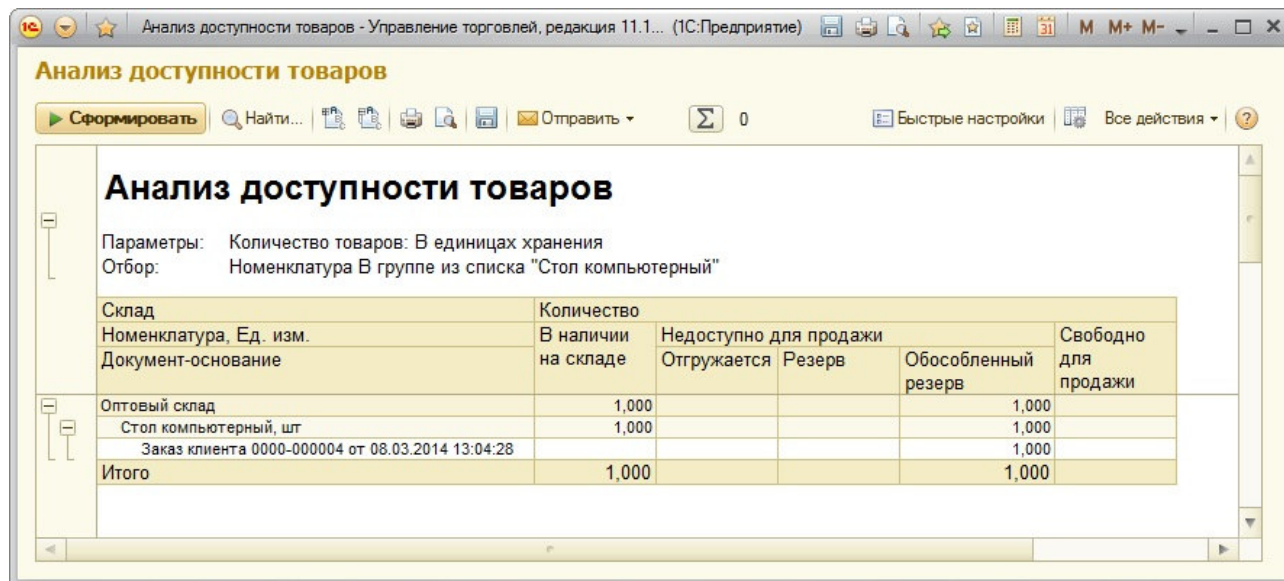 Анализ доступности товаров - Управление торговлей, редакция 11.1... (1С:Предприятие) 31 M M+ M-
Анализ доступности товаров
Сформировать Найти... Отправить Σ 0 Быстрые настройки Все действия ?
Анализ доступности товаров
Параметры: Количество товаров: В единицах хранения
Отбор: Номенклатура В группе из списка "Стол компьютерный"
Склад Количество
Номенклатура, Ед. изм. В наличии Недоступно для продажи Свободно
Документ-основание на складе Отгружается Резерв Обособленный для
резерв продажи
Оптовый склад 1,000 1,000
Стол компьютерный, шт 1,000 1,000
Заказ клиента 0000-000004 от 08.03.2014 13:04:28 1,000
Итого 1,000 1,000